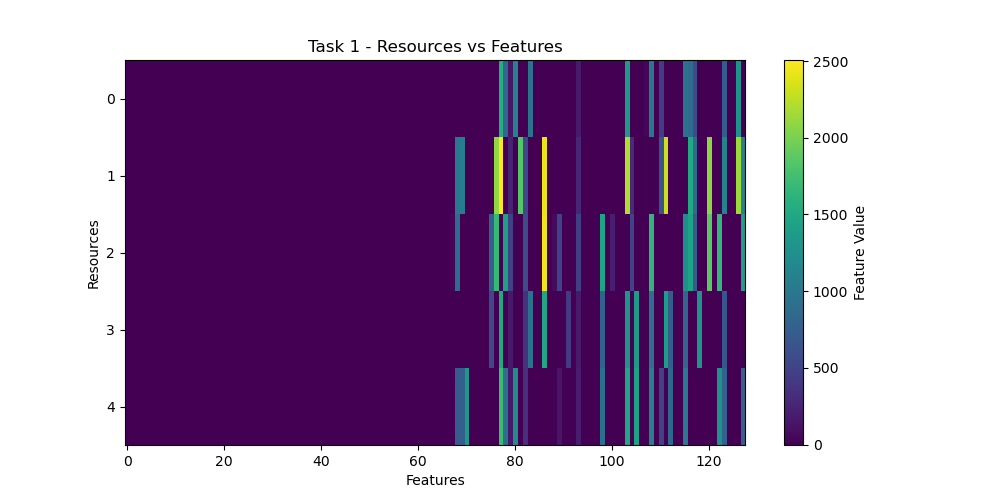 Task 1 - Resources vs Features
Resources
0
1
2
3
4
0 20 40 60 80 100 120
Features
2500
2000
1500
1000
500
0
Feature Value